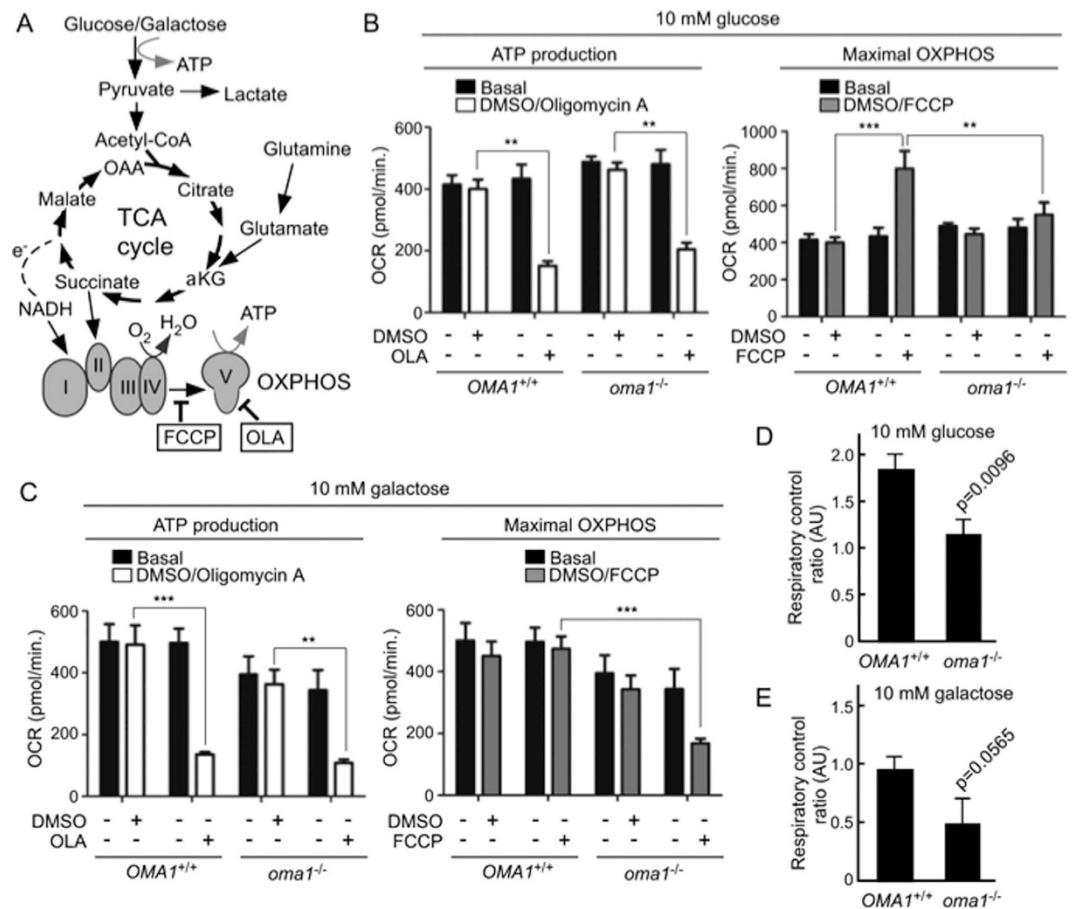 A
Glucose/Galactose
ATP
Pyruvate
Lactate
Acetyl-CoA
OAA
Glutamine
Malate
Citrate
TCA
cycle
Glutamate
e-
Succinate
aKG
NADH
O2
H2O
ATP
I
II
III
IV
V
OXPHOS
FCCP
OLA
B
10 mM glucose
ATP production
Basal
DMSO/Oligomycin A
OCR (pmol/min.)
600
400
200
0
**
**
DMSO - + - - - + - -
OLA - - - + - - - +
OMA1+/+
oma1-/-
Maximal OXPHOS
Basal
DMSO/FCCP
OCR (pmol/min.)
1000
800
600
400
200
0
***
**
DMSO - + - - - + - -
FCCP - - - + - - - +
OMA1+/+
oma1-/-
C
10 mM galactose
ATP production
Basal
DMSO/Oligomycin A
OCR (pmol/min.)
600
400
200
0
***
**
DMSO - + - - - + - -
OLA - - - + - - - +
OMA1+/+
oma1-/-
Maximal OXPHOS
Basal
DMSO/FCCP
OCR (pmol/min.)
600
400
200
0
***
DMSO - + - - - + - -
FCCP - - - + - - - +
OMA1+/+
oma1-/-
D
10 mM glucose
Respiratory control
ratio (AU)
2.0
1.5
1.0
0.5
0
p=0.0096
OMA1+/+
oma1-/-
E
10 mM galactose
Respiratory control
ratio (AU)
1.5
1.0
0.5
0
p=0.0565
OMA1+/+
oma1-/-